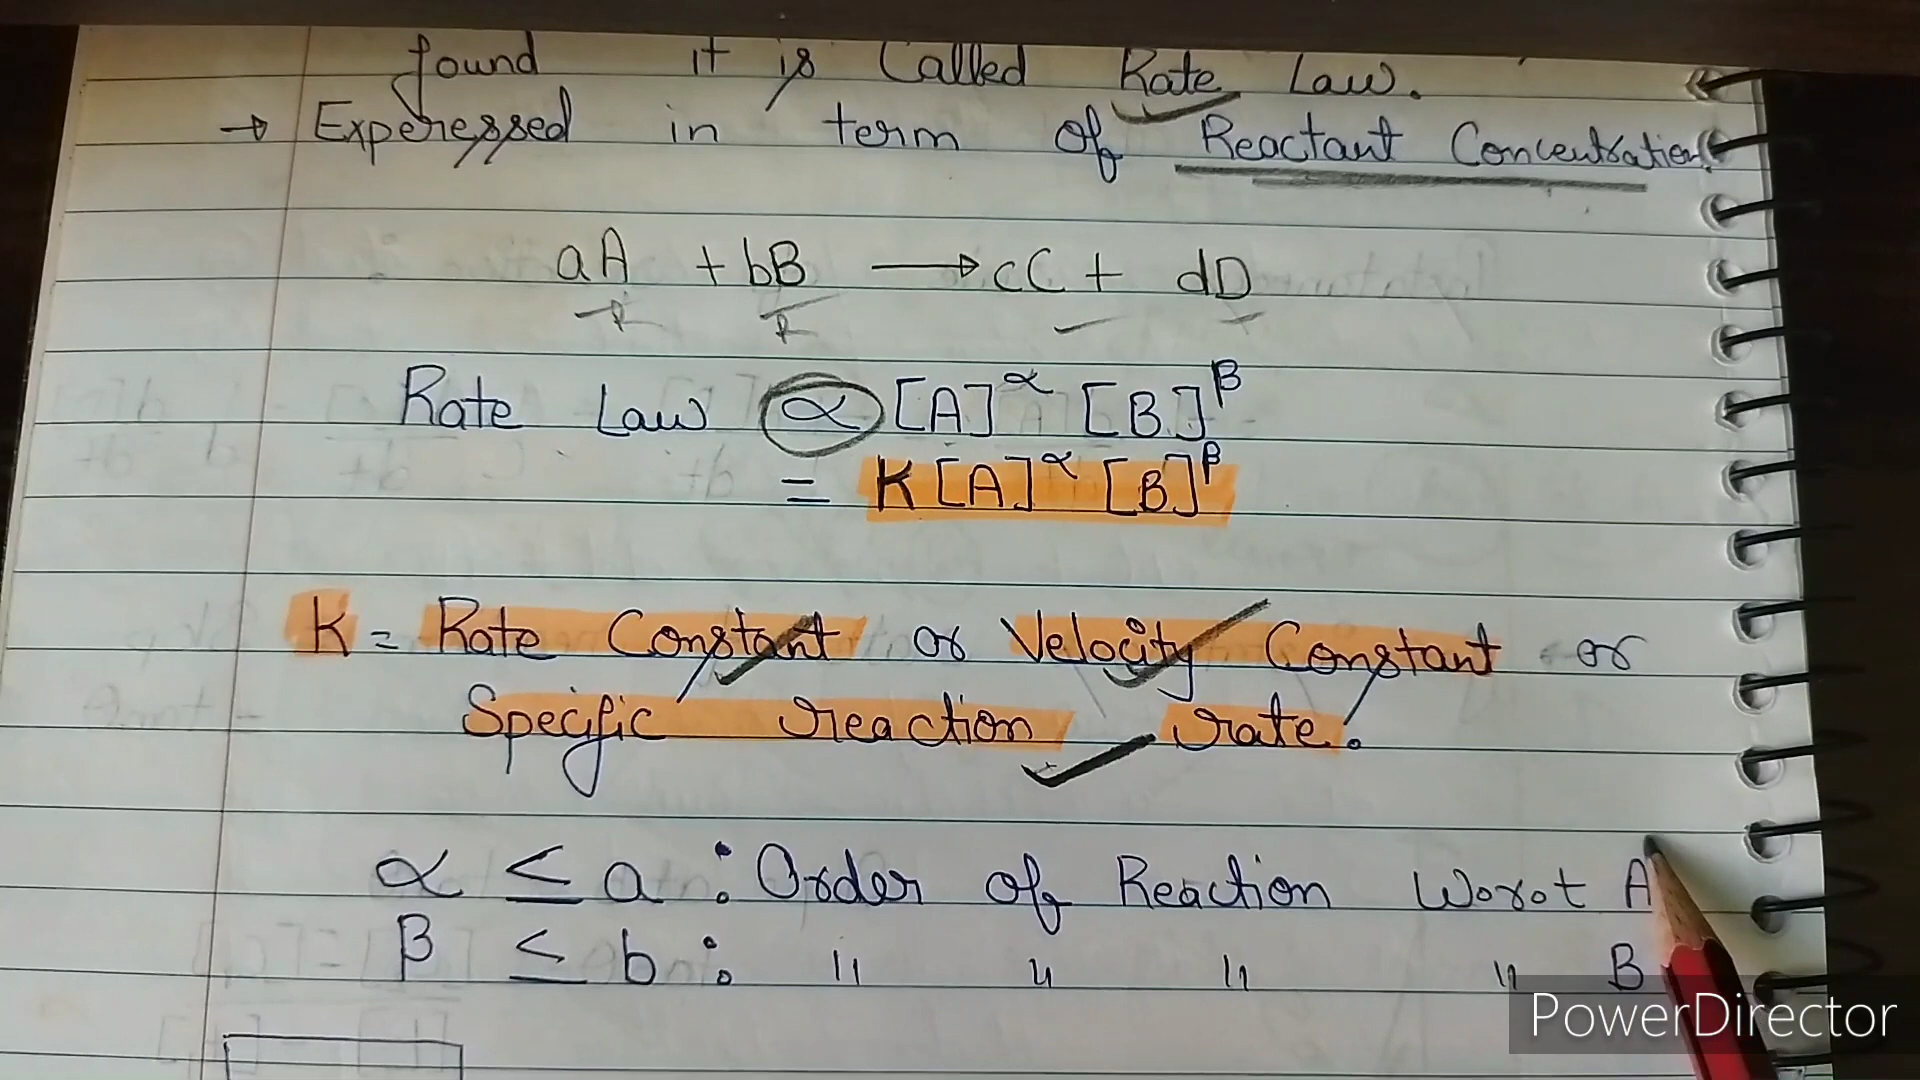 found it is Called Rate Law.
→ Experessed in term of Reactant Concentration.
aA + bB → cC + dD
R R
Rate Law ∝ [A]^α [B]^β
= K[A]^α [B]^β
K = Rate Constant or Velocity Constant or
Specific reaction rate.
α ≤ a : Order of Reaction w.r.t A
β ≤ b : " " " " B
PowerDirector